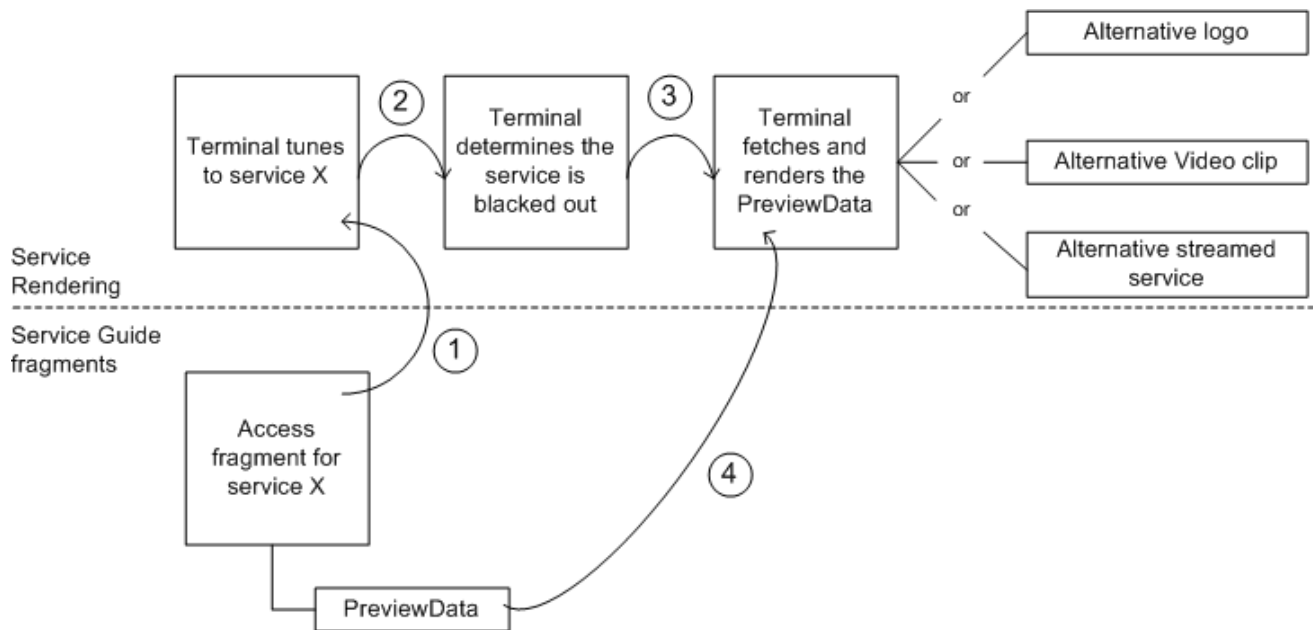 Alternative logo
or
2
3
Terminal tunes
to service X
Terminal
determines the
service is
blacked out
Terminal
fetches and
renders the
PreviewData
or
Alternative Video clip
or
Alternative streamed
service
Service
Rendering
Service Guide
fragments
1
Access
fragment for
service X
4
PreviewData